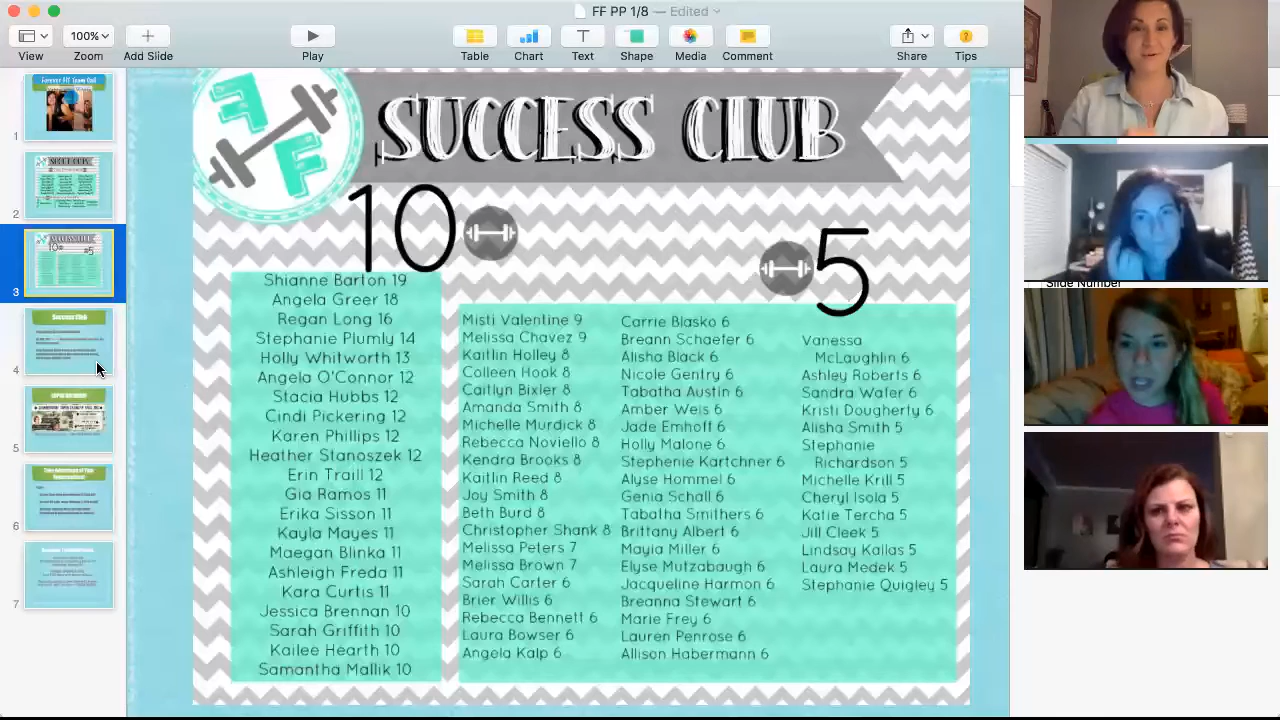 FF PP 1/8 — Edited
View
100%
Zoom
Add Slide
Play
Table
Chart
Text
Shape
Media
Comment
Share
Tips
1
2
3
4
5
6
7
Success Club
FF
SUCCESS CLUB
10
Shianne Barton 19
Angela Greer 18
Regan Long 16
Stephanie Plumly 14
Holly Whitworth 13
Angela O'Connor 12
Stacia Hubbs 12
Cindi Pickering 12
Karen Phillips 12
Heather Stanoszek 12
Erin Traill 12
Gia Ramos 11
Erika Sisson 11
Kayla Mayes 11
Maegan Blinka 11
Ashleigh Freda 11
Kara Curtis 11
Jessica Brennan 10
Sarah Griffith 10
Kailee Hearth 10
Samantha Mallik 10
5
Misti Valentine 9
Marissa Chavez 9
Kaitlin Holley 8
Colleen Hook 8
Caitlyn Bixler 8
Amanda Smith 8
Michelle Murdick 8
Rebecca Noviello 8
Kendra Brooks 8
Kaitlin Reed 8
Joy Smith 8
Beth Burd 8
Christopher Shank 8
Melissa Peters 7
Melissa Brown 7
Sarah Carter 6
Brier Willis 6
Rebecca Bennett 6
Laura Bowser 6
Angela Kalp 6
Carrie Blasko 6
Breann Schaefer 6
Alisha Black 6
Nicole Gentry 6
Tabatha Austin 6
Amber Weis 6
Jade Emhoff 6
Holly Malone 6
Stephenie Kartchner 6
Alyse Hommel 6
Genia Schall 6
Tabatha Smithers 6
Brittany Albert 6
Mayia Miller 6
Elyse Mutzabaugh 6
Jacqueline Harmon 6
Breanna Stewart 6
Marie Frey 6
Lauren Penrose 6
Allison Habermann 6
Vanessa
McLaughlin 6
Ashley Roberts 6
Sandra Wafer 6
Kristi Dougherty 6
Alisha Smith 5
Stephanie
Richardson 5
Michelle Krill 5
Cheryl Isola 5
Katie Tercha 5
Jill Cleek 5
Lindsay Kallas 5
Laura Medek 5
Stephanie Quigley 5
Slide Number